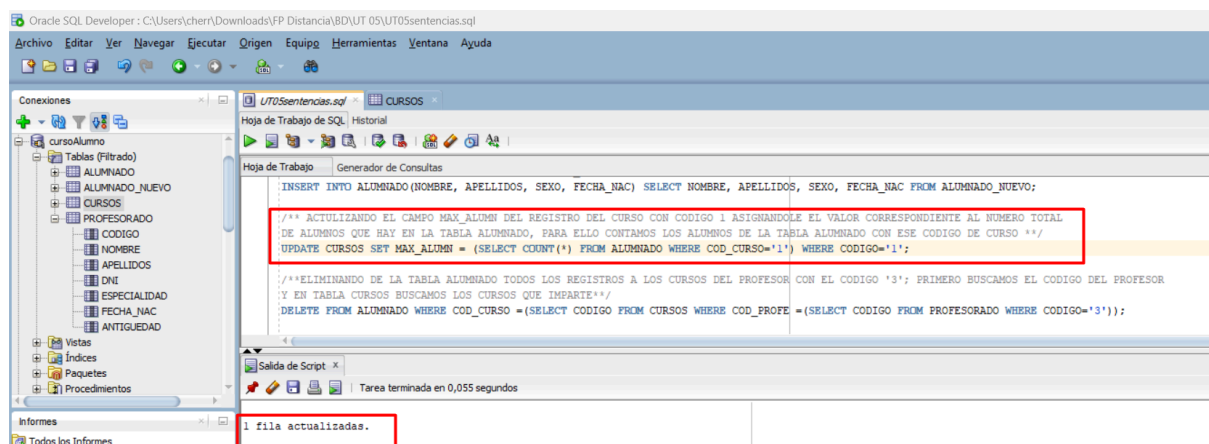 Oracle SQL Developer : C:\Users\cherr\Downloads\FP Distancia\BD\UT 05\UT05sentencias.sql
Archivo Editar Ver Navegar Ejecutar Origen Equipo Herramientas Ventana Ayuda
Conexiones
cursoAlumno
Tablas (Filtrado)
ALUMNADO
ALUMNADO_NUEVO
CURSOS
PROFESORADO
CODIGO
NOMBRE
APELLIDOS
DNI
ESPECIALIDAD
FECHA_NAC
ANTIGUEDAD
Vistas
Índices
Paquetes
Procedimientos
Informes
Todos los Informes
UT05sentencias.sql CURSOS
Hoja de Trabajo de SQL Historial
Hoja de Trabajo Generador de Consultas
INSERT INTO ALUMNADO(NOMBRE, APELLIDOS, SEXO, FECHA_NAC) SELECT NOMBRE, APELLIDOS, SEXO, FECHA_NAC FROM ALUMNADO_NUEVO;
/** ACTULIZANDO EL CAMPO MAX_ALUMN DEL REGISTRO DEL CURSO CON CODIGO 1 ASIGNANDOLE EL VALOR CORRESPONDIENTE AL NUMERO TOTAL
DE ALUMNOS QUE HAY EN LA TABLA ALUMNADO, PARA ELLO CONTAMOS LOS ALUMNOS DE LA TABLA ALUMNADO CON ESE CODIGO DE CURSO **/
UPDATE CURSOS SET MAX_ALUMN = (SELECT COUNT(*) FROM ALUMNADO WHERE COD_CURSO='1') WHERE CODIGO='1';
/**ELIMINANDO DE LA TABLA ALUMNADO TODOS LOS REGISTROS A LOS CURSOS DEL PROFESOR CON EL CODIGO '3'; PRIMERO BUSCAMOS EL CODIGO DEL PROFESOR
Y EN TABLA CURSOS BUSCAMOS LOS CURSOS QUE IMPARTE**/
DELETE FROM ALUMNADO WHERE COD_CURSO =(SELECT CODIGO FROM CURSOS WHERE COD_PROFE =(SELECT CODIGO FROM PROFESORADO WHERE CODIGO='3'));
Salida de Script
Tarea terminada en 0,055 segundos
1 fila actualizadas.